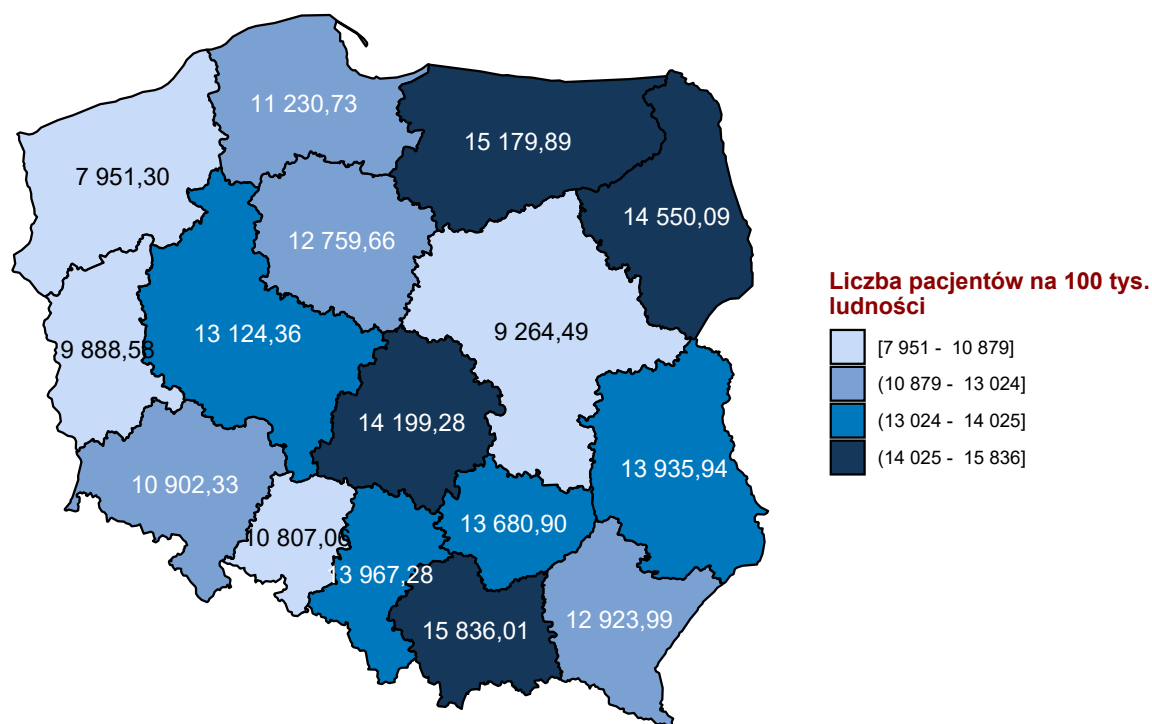 11 230,73
15 179,89
7 951,30
14 550,09
12 759,66
Liczba pacjentów na 100 tys.
ludności
[7 951 - 10 879]
(10 879 - 13 024]
(13 024 - 14 025]
(14 025 - 15 836]
13 124,36
9 264,49
9 888,58
14 199,28
13 935,94
10 902,33
13 680,90
10 807,06
13 967,28
15 836,01
12 923,99